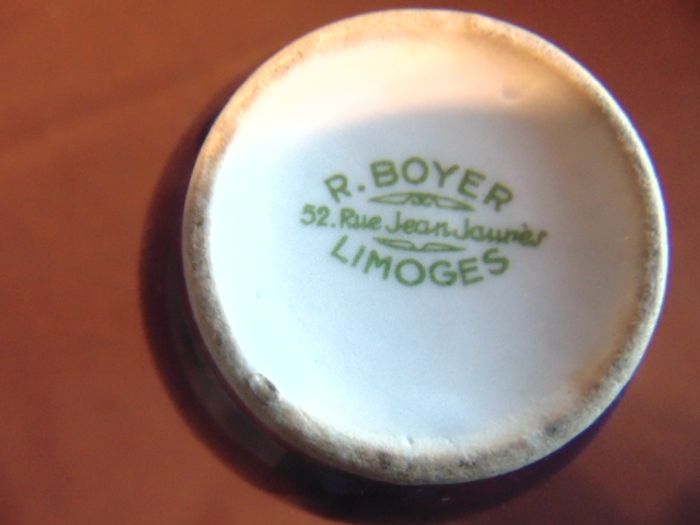 R. BOYER
52. Rue Jean Jaurès
LIMOGES